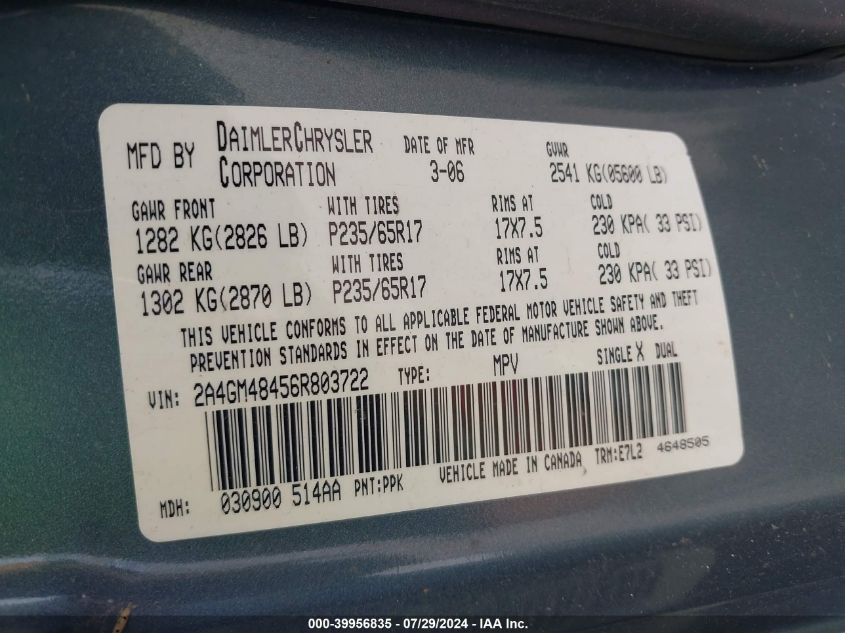 MFD BY DAIMLERCHRYSLER CORPORATION DATE OF MFR 3-06 GVWR 2541 KG(05600 LB)
GAWR FRONT WITH TIRES RIMS AT COLD
1282 KG(2826 LB) P235/65R17 17X7.5 230 KPA( 33 PSI)
GAWR REAR WITH TIRES RIMS AT COLD
1302 KG(2870 LB) P235/65R17 17X7.5 230 KPA( 33 PSI)
THIS VEHICLE CONFORMS TO ALL APPLICABLE FEDERAL MOTOR VEHICLE SAFETY AND THEFT
PREVENTION STANDARDS IN EFFECT ON THE DATE OF MANUFACTURE SHOWN ABOVE.
VIN: 2A4GM48456R803722 TYPE: MPV SINGLE X DUAL
MDH: 030900 514AA PNT:PPK VEHICLE MADE IN CANADA TRM:E7L2 4648505
000-39956835 - 07/29/2024 - IAA Inc.